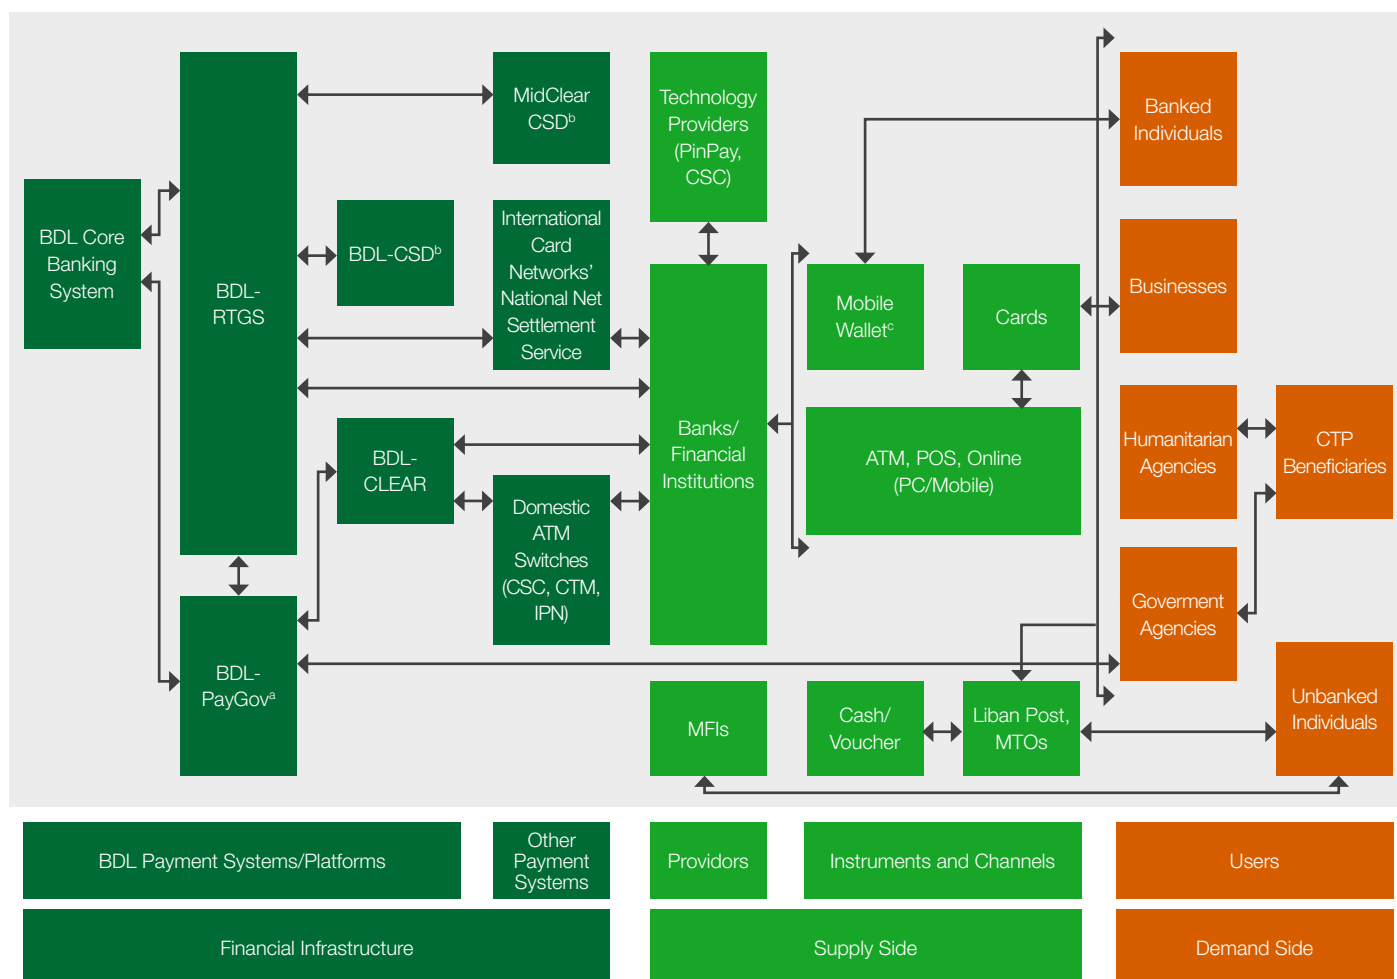 BDL Core
Banking
System
BDL-
RTGS
BDL-
PayGovᵃ
BDL-CSDᵇ
BDL-
CLEAR
MidClear
CSDᵇ
International
Card
Networks’
National Net
Settlement
Service
Domestic
ATM
Switches
(CSC, CTM,
IPN)
Technology
Providers
(PinPay,
CSC)
Banks/
Financial
Institutions
MFIs
Mobile
Walletᶜ
Cards
ATM, POS, Online
(PC/Mobile)
Cash/
Voucher
Liban Post,
MTOs
Banked
Individuals
Businesses
Humanitarian
Agencies
CTP
Beneficiaries
Goverment
Agencies
Unbanked
Individuals
BDL Payment Systems/Platforms
Other
Payment
Systems
Providors
Instruments and Channels
Users
Financial Infrastructure
Supply Side
Demand Side